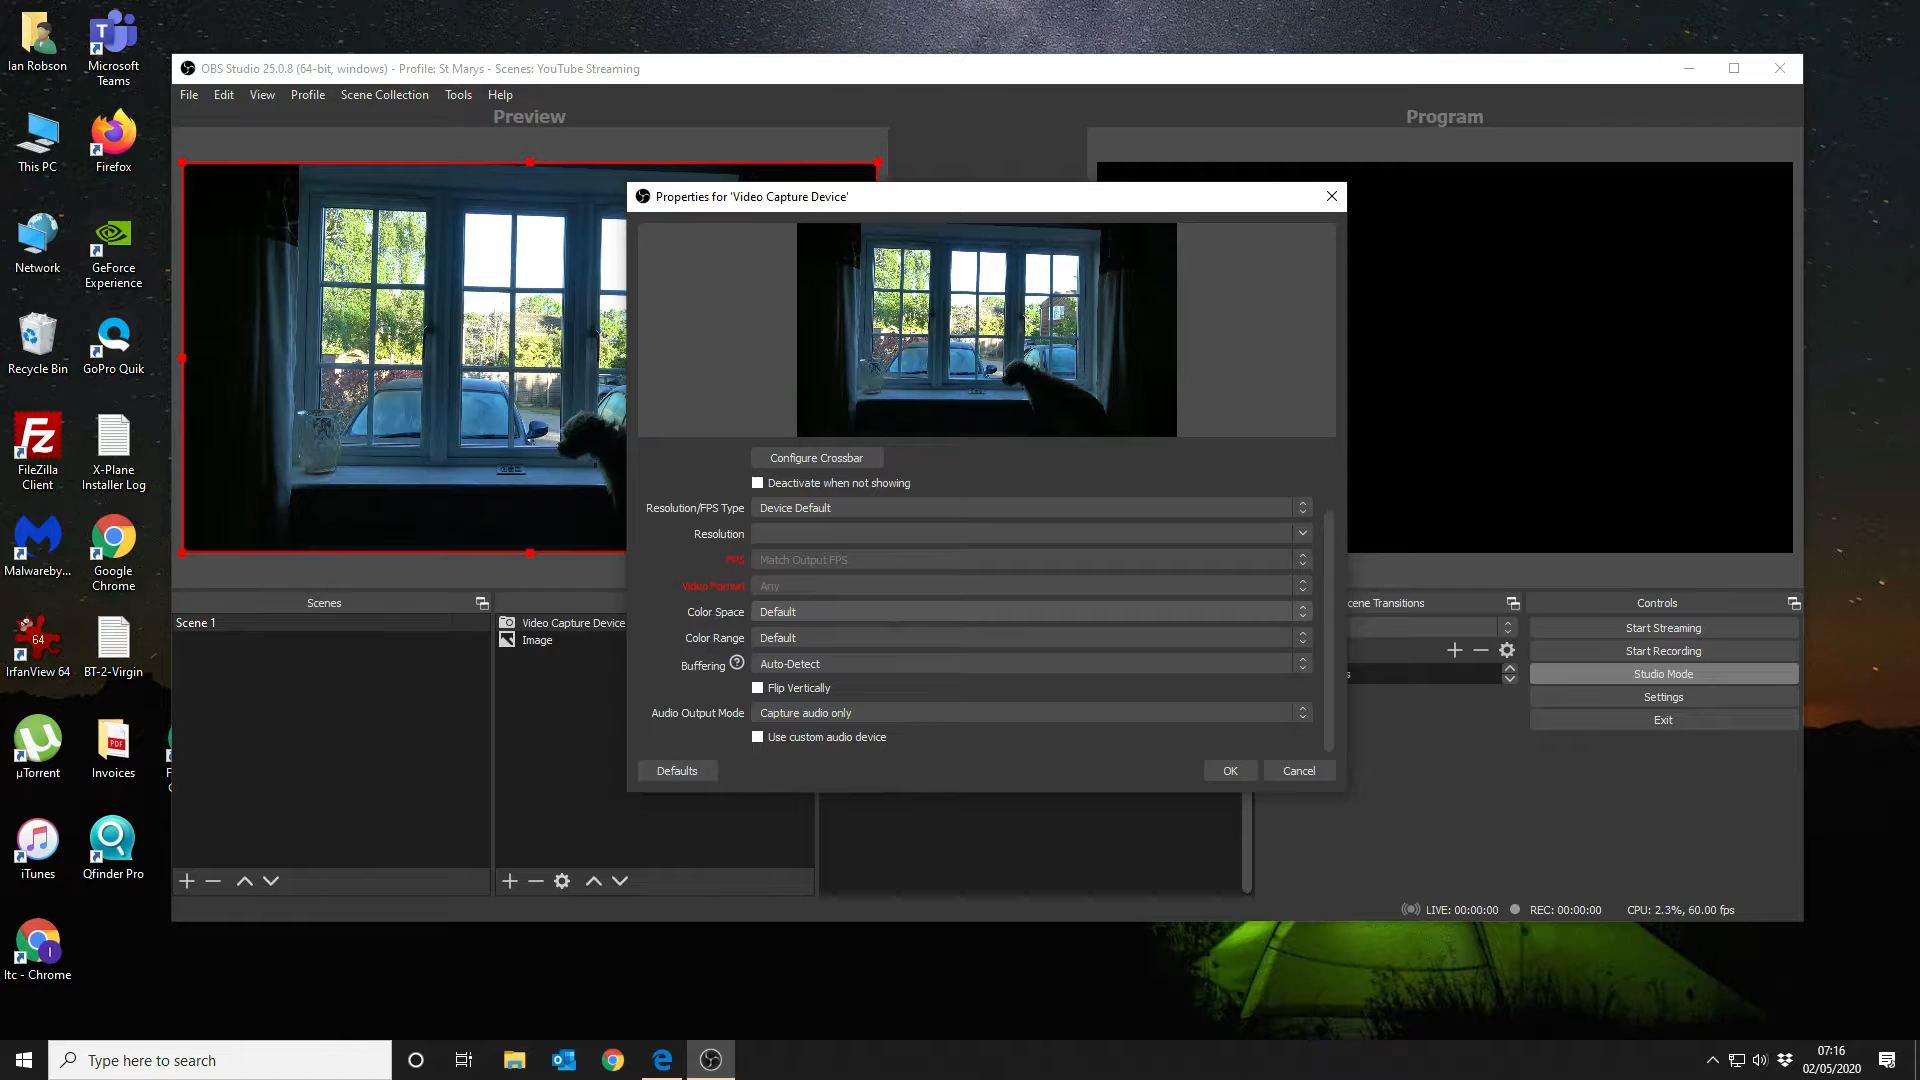 Ian Robson
Microsoft
Teams
This PC
Firefox
Network
GeForce
Experience
Recycle Bin
GoPro Quik
FileZilla
Client
X-Plane
Installer Log
Malwareby...
Google
Chrome
64
IrfanView 64
BT-2-Virgin
µTorrent
PDF
Invoices
iTunes
Qfinder Pro
ltc - Chrome
OBS Studio 25.0.8 (64-bit, windows) - Profile: St Marys - Scenes: YouTube Streaming
File Edit View Profile Scene Collection Tools Help
Preview
Program
Properties for 'Video Capture Device'
Configure Crossbar
Deactivate when not showing
Resolution/FPS Type Device Default
Resolution
FPS Match Output FPS
Video Format Any
Color Space Default
Color Range Default
Buffering ? Auto-Detect
Flip Vertically
Audio Output Mode Capture audio only
Use custom audio device
Defaults
OK
Cancel
Scenes
Scene 1
Video Capture Device
Image
cene Transitions
s
Controls
Start Streaming
Start Recording
Studio Mode
Settings
Exit
LIVE: 00:00:00
REC: 00:00:00
CPU: 2.3%, 60.00 fps
Type here to search
07:16
02/05/2020